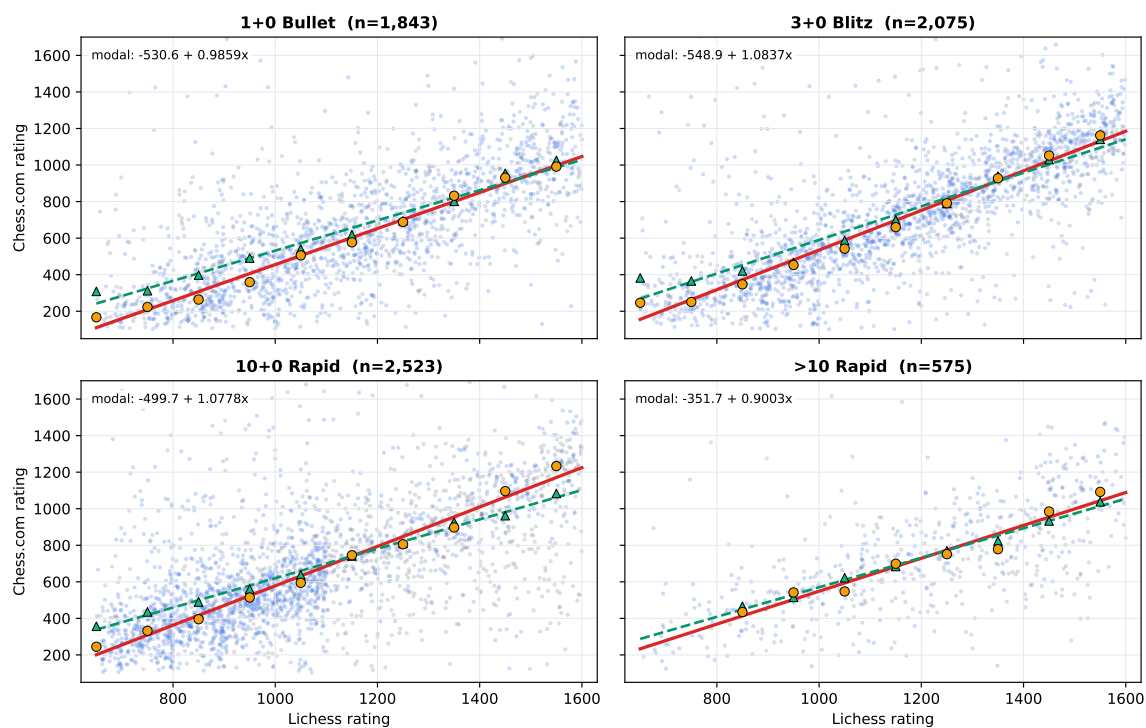 1+0 Bullet  (n=1,843)
modal: -530.6 + 0.9859x
Chess.com rating
1600
1400
1200
1000
800
600
400
200
3+0 Blitz  (n=2,075)
modal: -548.9 + 1.0837x
10+0 Rapid  (n=2,523)
modal: -499.7 + 1.0778x
Chess.com rating
1600
1400
1200
1000
800
600
400
200
800 1000 1200 1400 1600
Lichess rating
>10 Rapid  (n=575)
modal: -351.7 + 0.9003x
800 1000 1200 1400 1600
Lichess rating